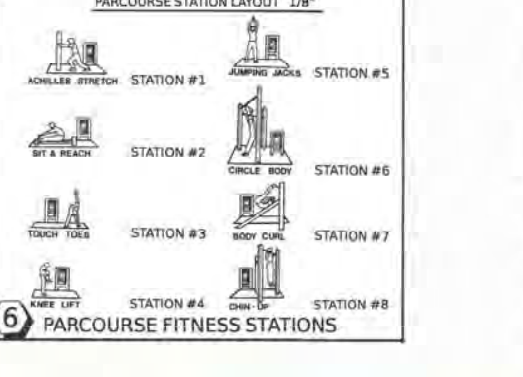 PARCOURSE STATION LAYOUT 1/8"
ACHILLES STRETCH STATION #1
SIT & REACH STATION #2
TOUCH TOES STATION #3
KNEE LIFT STATION #4
JUMPING JACKS STATION #5
CIRCLE BODY STATION #6
BODY CURL STATION #7
CHIN-UP STATION #8
6 PARCOURSE FITNESS STATIONS